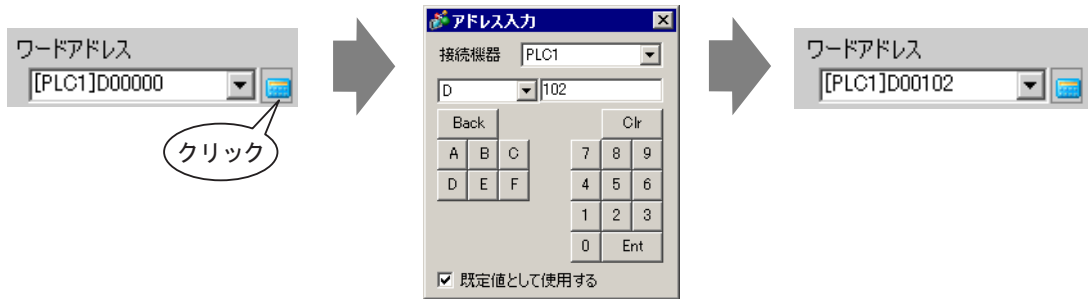 ワードアドレス
[PLC1]D00000
クリック
アドレス入力
接続機器 PLC1
D 102
Back Clr
A B C 7 8 9
D E F 4 5 6
1 2 3
0 Ent
既定値として使用する
ワードアドレス
[PLC1]D00102